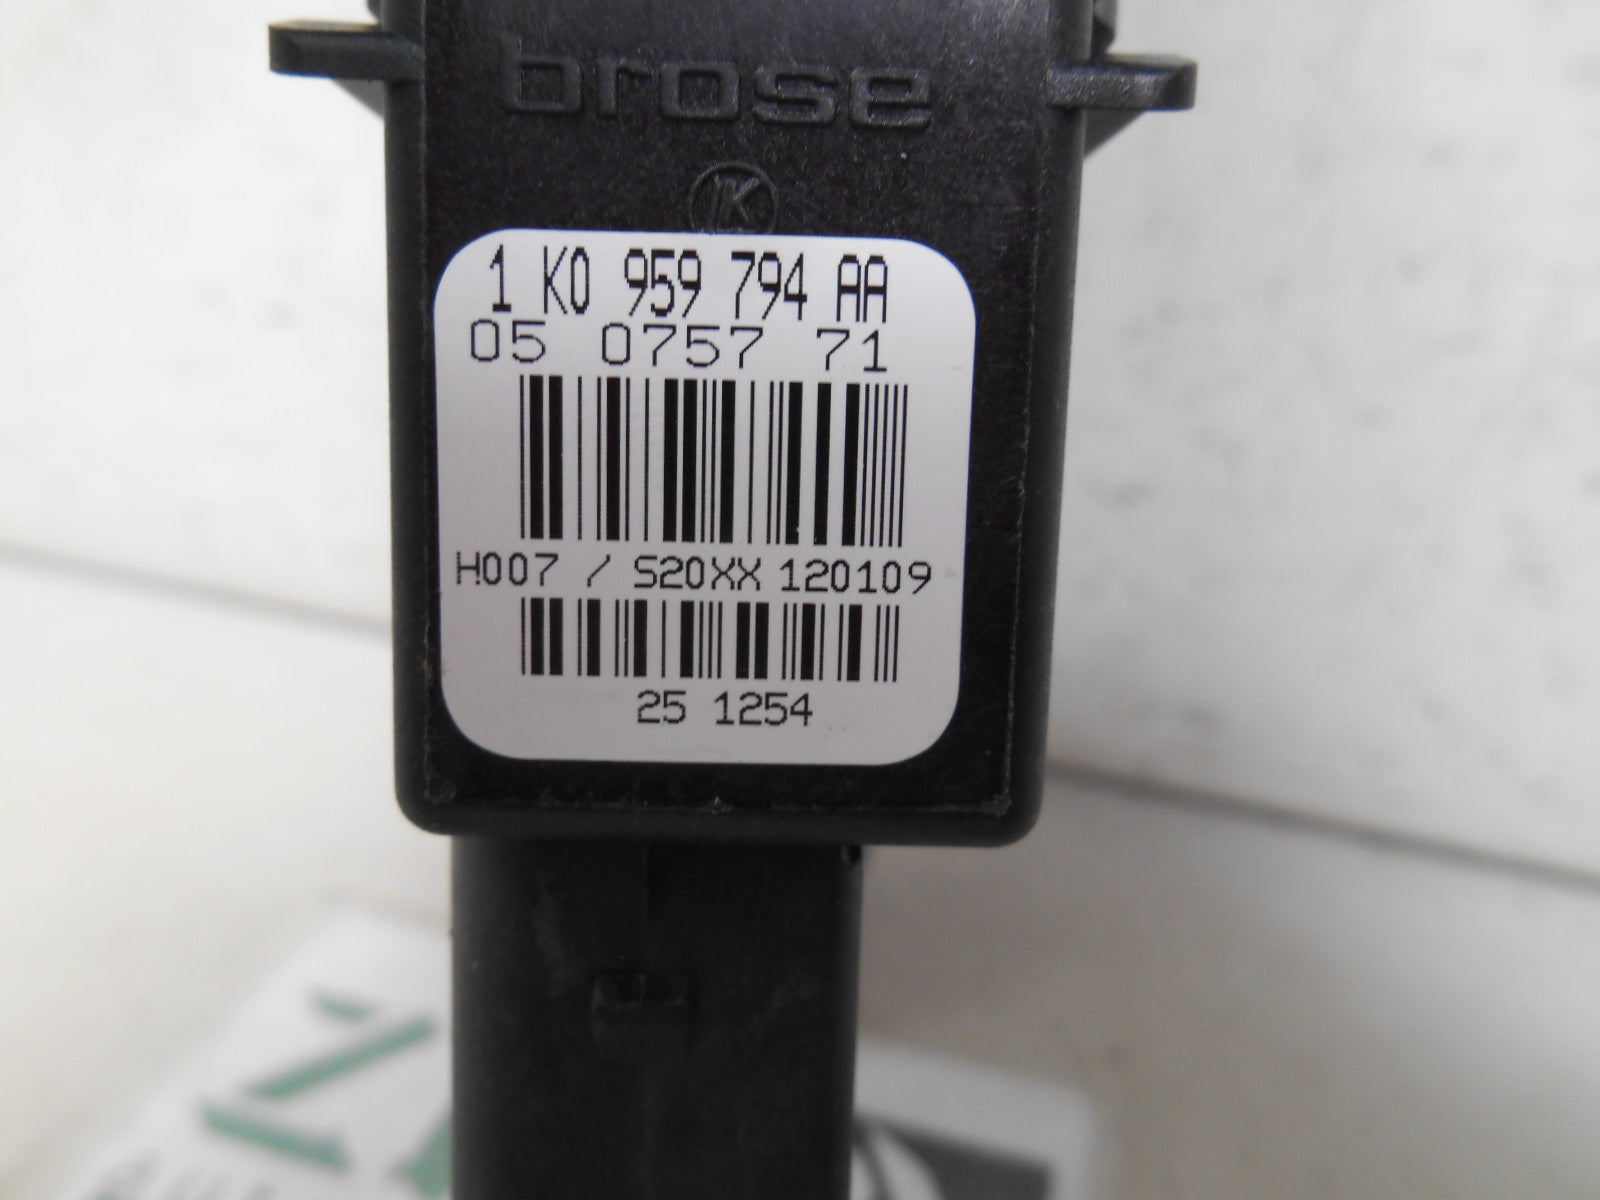 brose
K
1 K0 959 794 AA
05 0757 71
H007 / S20XX 120109
25 1254